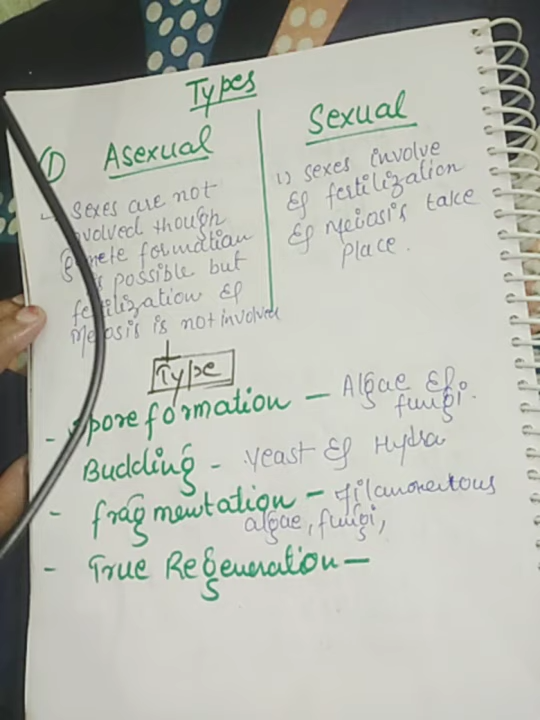 Types
① Asexual
- sexes are not
involved though
gamete formation
is possible but
fertilization &
Meiosis is not involved
Sexual
1) sexes involve
& fertilization
& Meiosis take
place.
Type
- Spore formation - Algae &
fungi.
Budding - Yeast & Hydra
- fragmentation - filamentous
algae, fungi,
- True Regeneration -